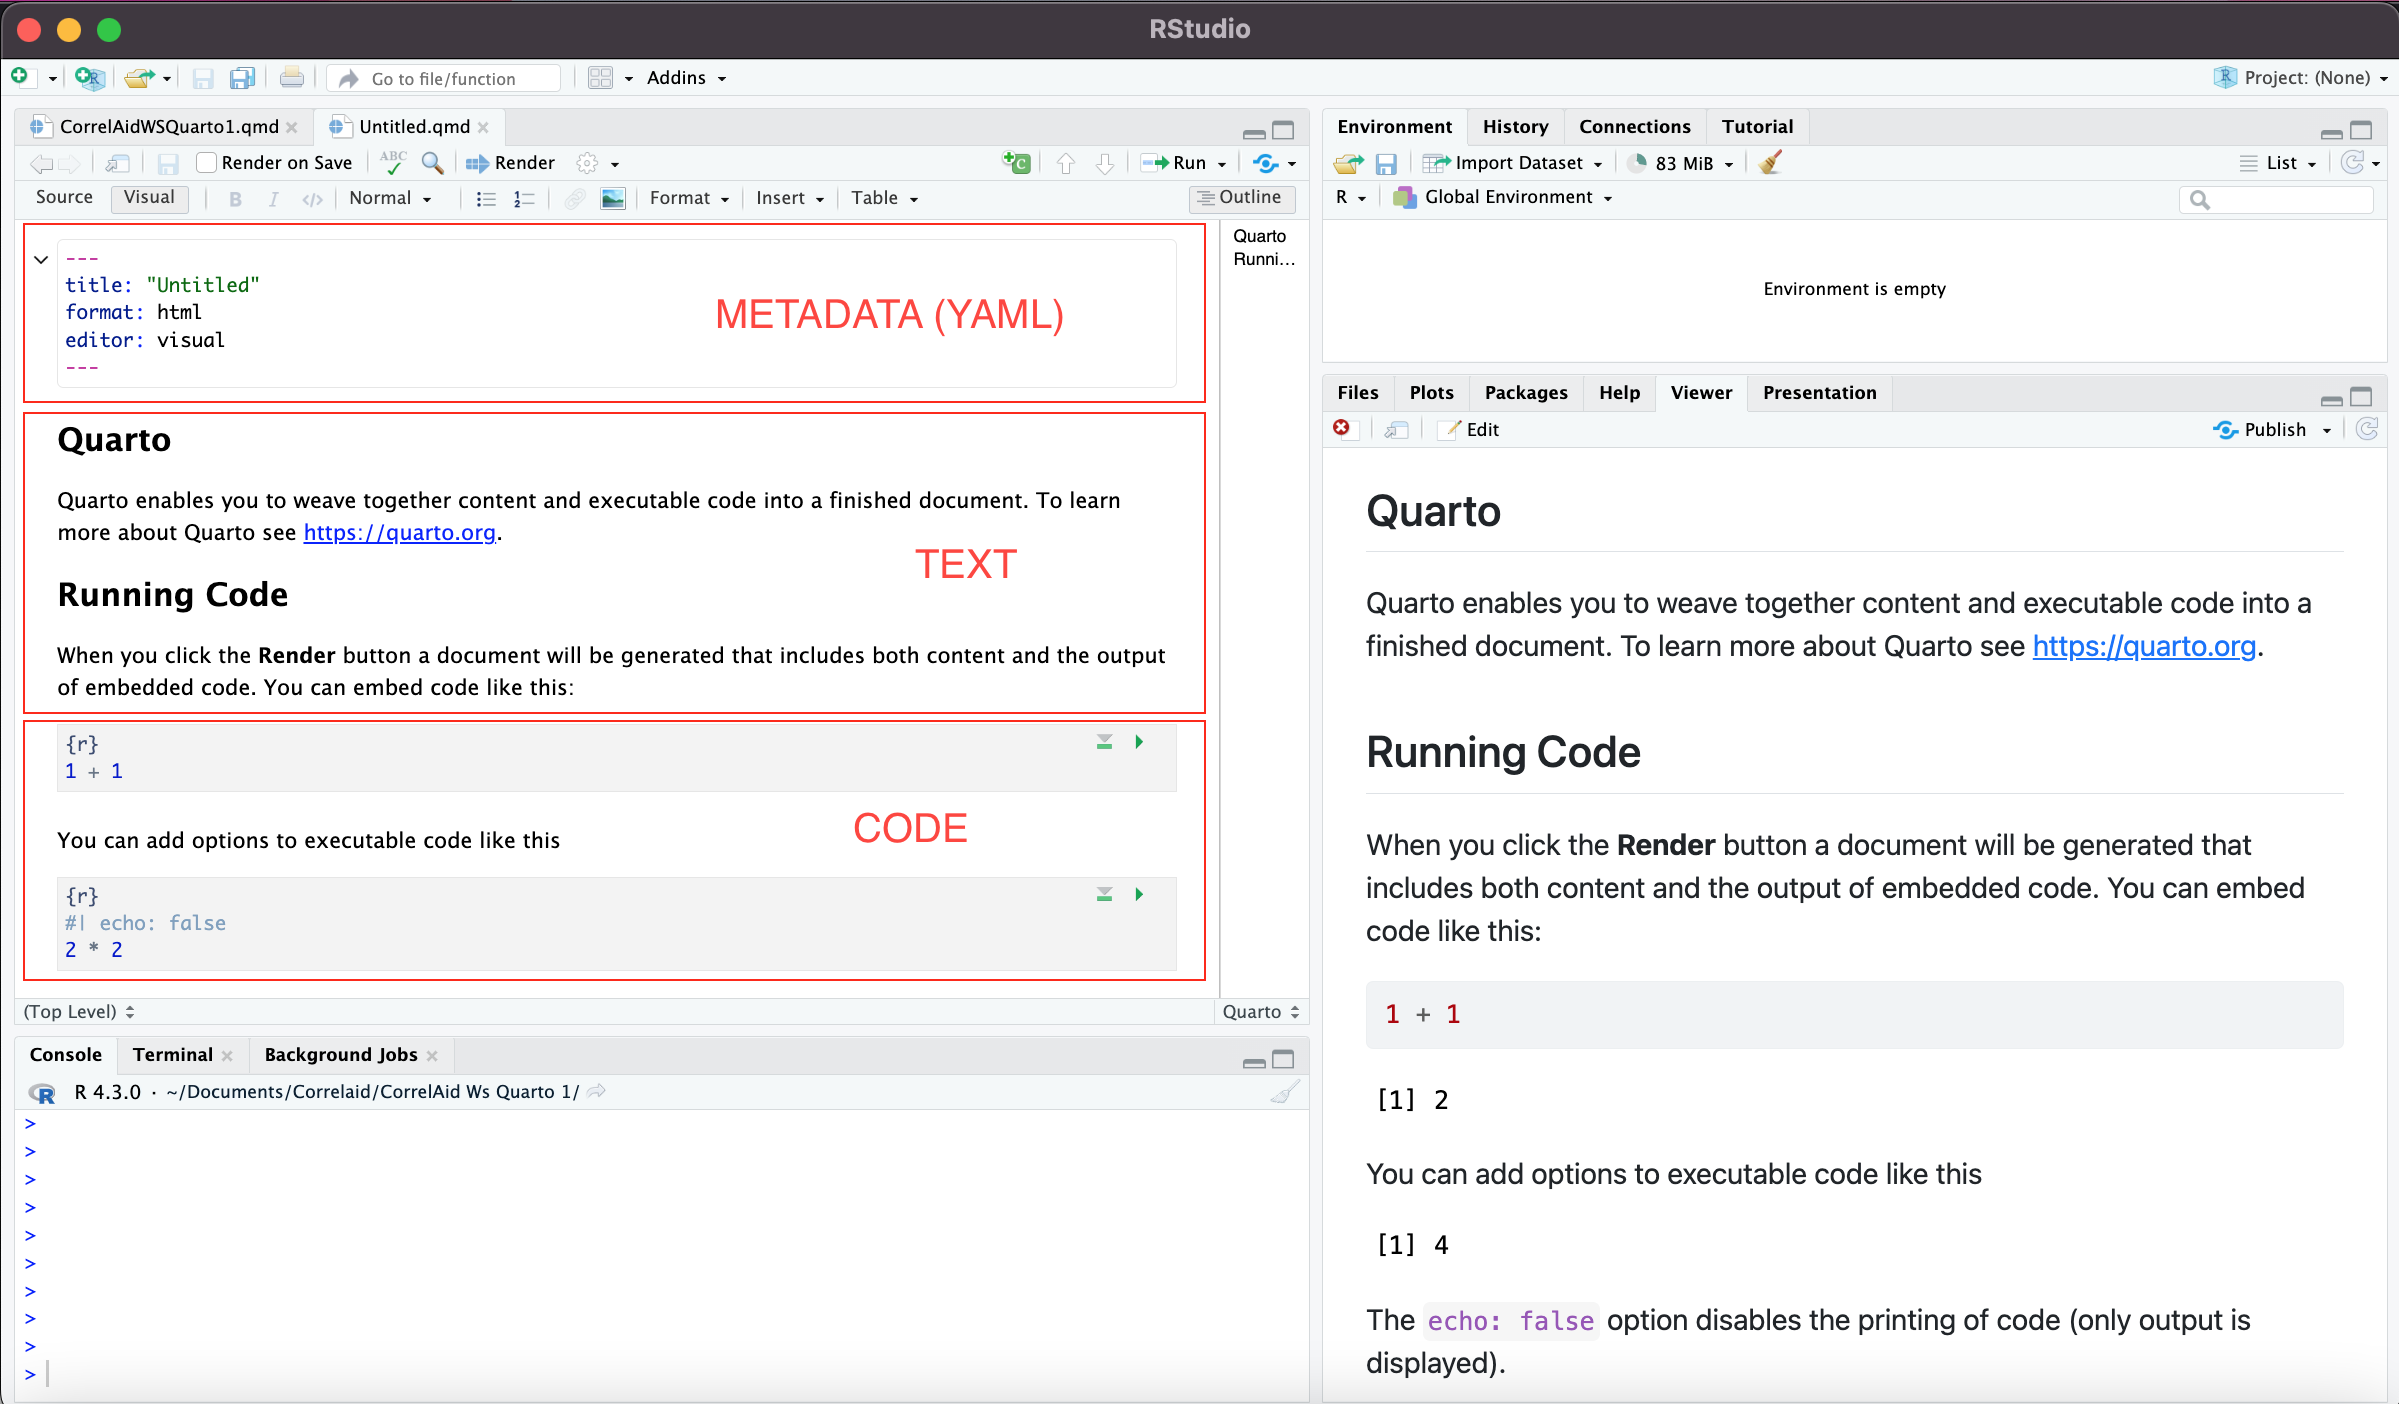 RStudio
Go to file/function
Addins
Project: (None)
CorrelAidWSQuarto1.qmd
Untitled.qmd
Render on Save
ABC
Render
Run
Source
Visual
B
I
</>
Normal
Format
Insert
Table
Outline
---
title: "Untitled"
format: html
editor: visual
---
METADATA (YAML)
Quarto
Quarto enables you to weave together content and executable code into a finished document. To learn
more about Quarto see https://quarto.org.
TEXT
Running Code
When you click the Render button a document will be generated that includes both content and the output
of embedded code. You can embed code like this:
{r}
1 + 1
CODE
You can add options to executable code like this
{r}
#| echo: false
2 * 2
Quarto
Runni...
(Top Level)
Quarto
Console
Terminal
Background Jobs
R 4.3.0 · ~/Documents/Correlaid/CorrelAid Ws Quarto 1/
>
>
>
>
>
>
>
>
>
>
Environment
History
Connections
Tutorial
Import Dataset
83 MiB
List
R
Global Environment
Environment is empty
Files
Plots
Packages
Help
Viewer
Presentation
Edit
Publish
Quarto
Quarto enables you to weave together content and executable code into a
finished document. To learn more about Quarto see https://quarto.org.
Running Code
When you click the Render button a document will be generated that
includes both content and the output of embedded code. You can embed
code like this:
1 + 1
[1] 2
You can add options to executable code like this
[1] 4
The echo: false option disables the printing of code (only output is
displayed).